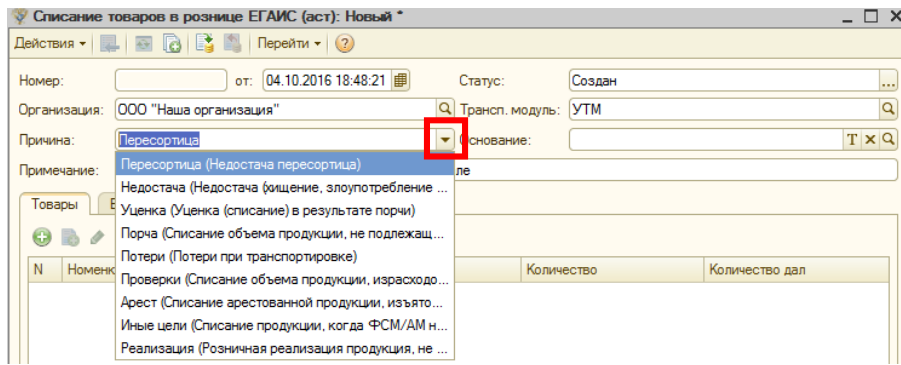 Списание товаров в рознице ЕГАИС (аст): Новый *
Действия Перейти
Номер: от: 04.10.2016 18:48:21 Статус: Создан ...
Организация: ООО "Наша организация" Трансп. модуль: УТМ
Причина: Пересортица Основание: T
Примечание: Пересортица (Недостача пересортица) ле
Недостача (Недостача (хищение, злоупотребление ...
Товары Уценка (Уценка (списание) в результате порчи)
Порча (Списание объема продукции, не подлежащ...
Потери (Потери при транспортировке)
N Номенк Количество Количество дал
Проверки (Списание объема продукции, израсходо...
Арест (Списание арестованной продукции, изъято...
Иные цели (Списание продукции, когда ФСМ/АМ н...
Реализация (Розничная реализация продукция, не ...